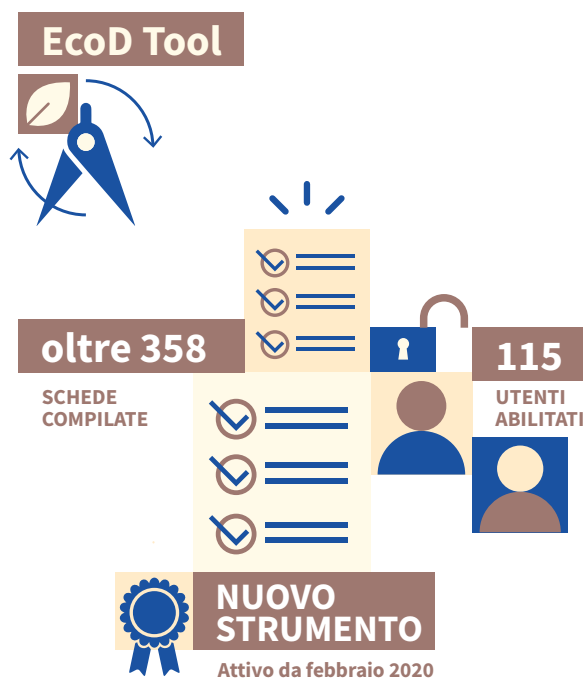 EcoD Tool
oltre 358
SCHEDE
COMPILATE
115
UTENTI
ABILITATI
NUOVO
STRUMENTO
Attivo da febbraio 2020